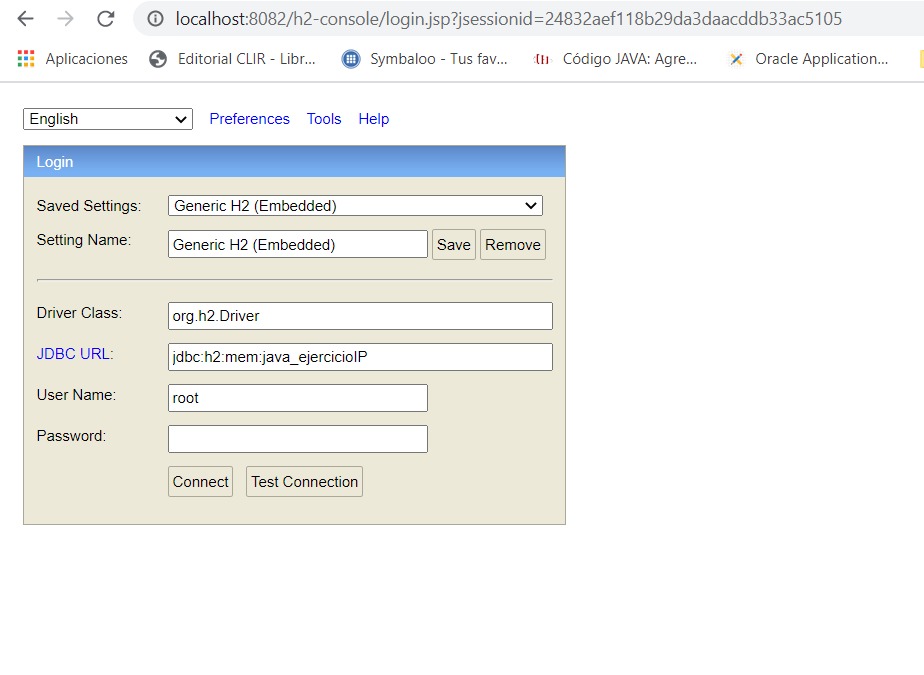 localhost:8082/h2-console/login.jsp?jsessionid=24832aef118b29da3daacddb33ac5105
Aplicaciones Editorial CLIR - Libr... Symbaloo - Tus fav... Código JAVA: Agre... Oracle Application...
English Preferences Tools Help
Login
Saved Settings: Generic H2 (Embedded)
Setting Name: Generic H2 (Embedded) Save Remove
Driver Class: org.h2.Driver
JDBC URL: jdbc:h2:mem:java_ejercicioIP
User Name: root
Password:
Connect Test Connection